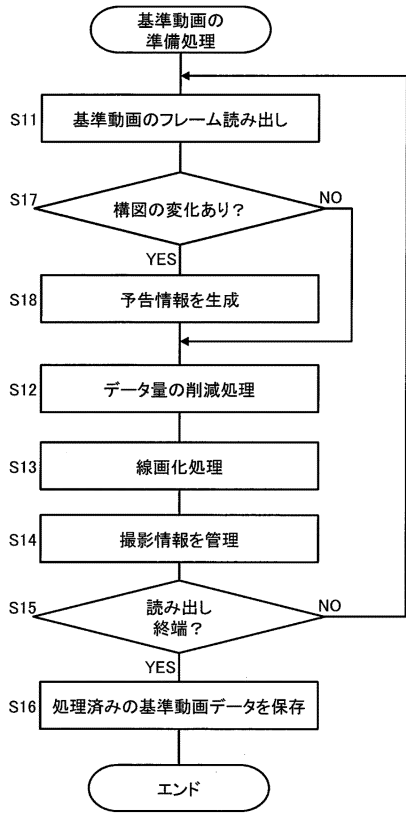 基準動画の
準備処理
S11
基準動画のフレーム読み出し
S17
構図の変化あり?
NO
YES
S18
予告情報を生成
S12
データ量の削減処理
S13
線画化処理
S14
撮影情報を管理
S15
読み出し
終端?
NO
YES
S16
処理済みの基準動画データを保存
エンド